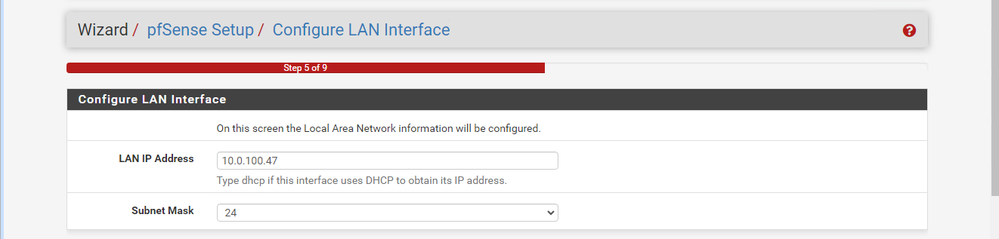 Wizard / pfSense Setup / Configure LAN Interface
?
Step 5 of 9
Configure LAN Interface
On this screen the Local Area Network information will be configured.
LAN IP Address
10.0.100.47
Type dhcp if this interface uses DHCP to obtain its IP address.
Subnet Mask
24